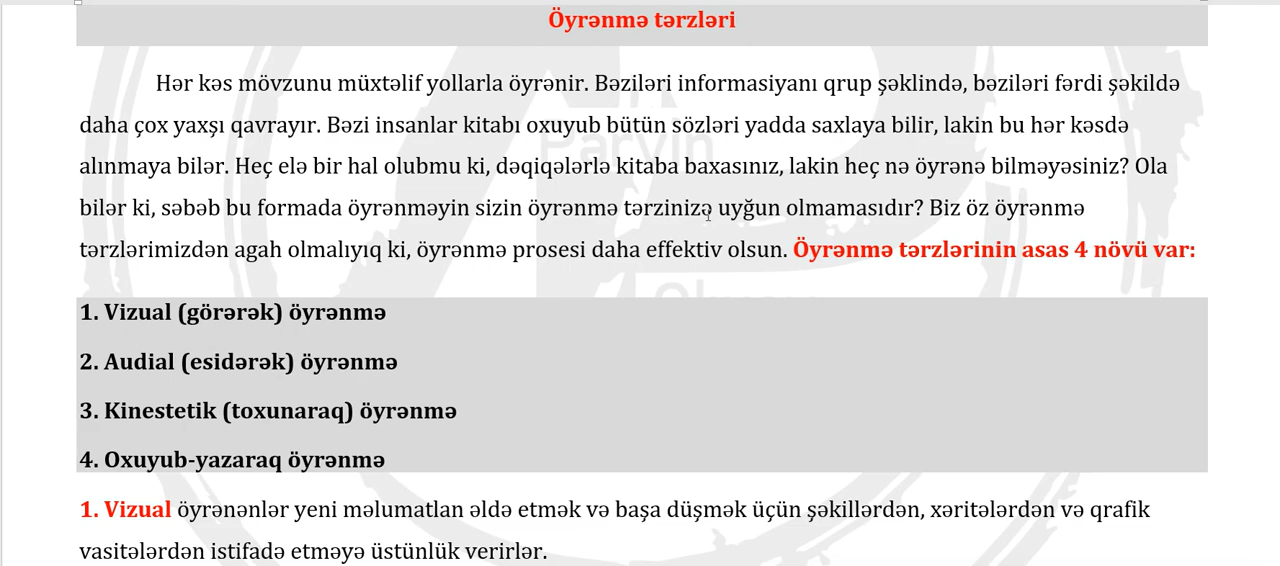 Öyrənmə tərzləri
Hər kəs mövzunu müxtəlif yollarla öyrənir. Bəziləri informasiyanı qrup şəklində, bəziləri fərdi şəkildə
daha çox yaxşı qavrayır. Bəzi insanlar kitabı oxuyub bütün sözləri yadda saxlaya bilir, lakin bu hər kəsdə
alınmaya bilər. Heç elə bir hal olubmu ki, dəqiqələrlə kitaba baxasınız, lakin heç nə öyrənə bilməyəsiniz? Ola
bilər ki, səbəb bu formada öyrənməyin sizin öyrənmə tərzinizə uyğun olmamasıdır? Biz öz öyrənmə
tərzlərimizdən agah olmalıyıq ki, öyrənmə prosesi daha effektiv olsun. Öyrənmə tərzlərinin asas 4 növü var:
1. Vizual (görərək) öyrənmə
2. Audial (esidərək) öyrənmə
3. Kinestetik (toxunaraq) öyrənmə
4. Oxuyub-yazaraq öyrənmə
1. Vizual öyrənənlər yeni məlumatlan əldə etmək və başa düşmək üçün şəkillərdən, xəritələrdən və qrafik
vasitələrdən istifadə etməyə üstünlük verirlər.